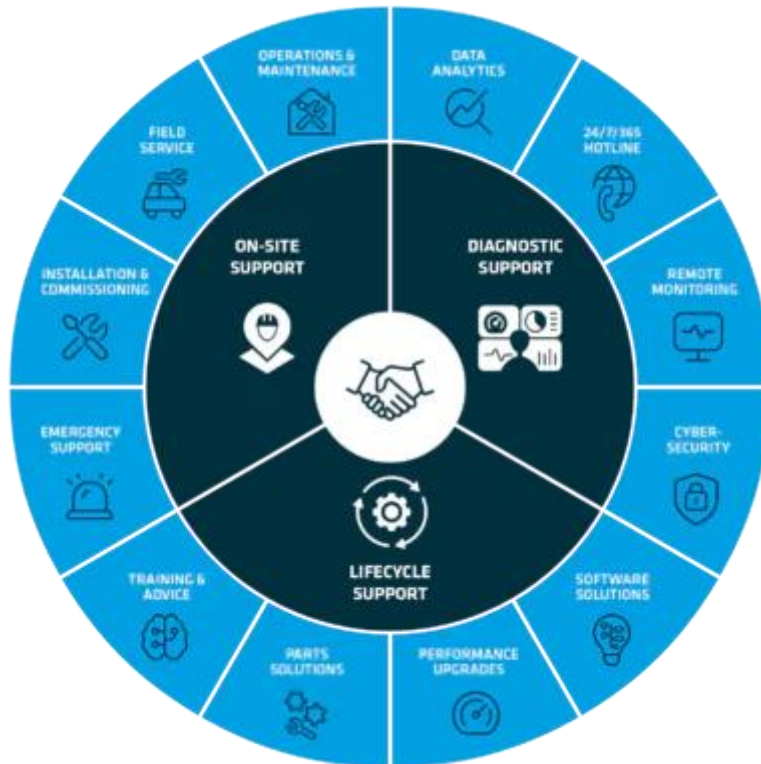 OPERATIONS &
MAINTENANCE
DATA
ANALYTICS
24/7/365
HOTLINE
REMOTE
MONITORING
CYBER-
SECURITY
SOFTWARE
SOLUTIONS
PERFORMANCE
UPGRADES
PARTS
SOLUTIONS
TRAINING &
ADVICE
EMERGENCY
SUPPORT
INSTALLATION &
COMMISSIONING
FIELD
SERVICE
ON-SITE
SUPPORT
DIAGNOSTIC
SUPPORT
LIFECYCLE
SUPPORT